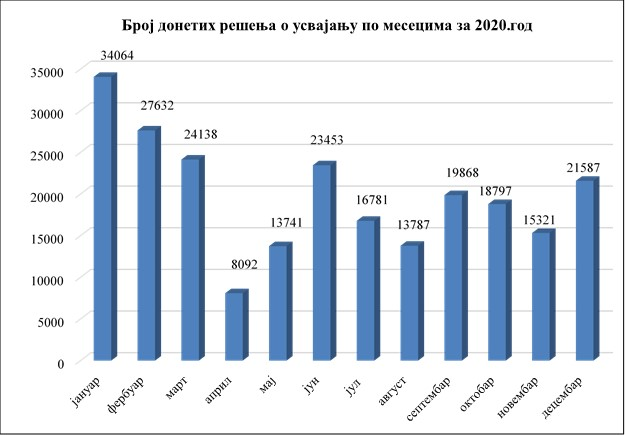 Број донетих решења о усвајању по месецима за 2020.год
34064
35000
27632
30000
24138
23453
25000
21587
19868
18797
20000
16781
15321
13741
13787
15000
8092
10000
5000
0
јануар
фербуар
март
април
мај
јун
јул
август
септембар
октобар
новембар
децембар